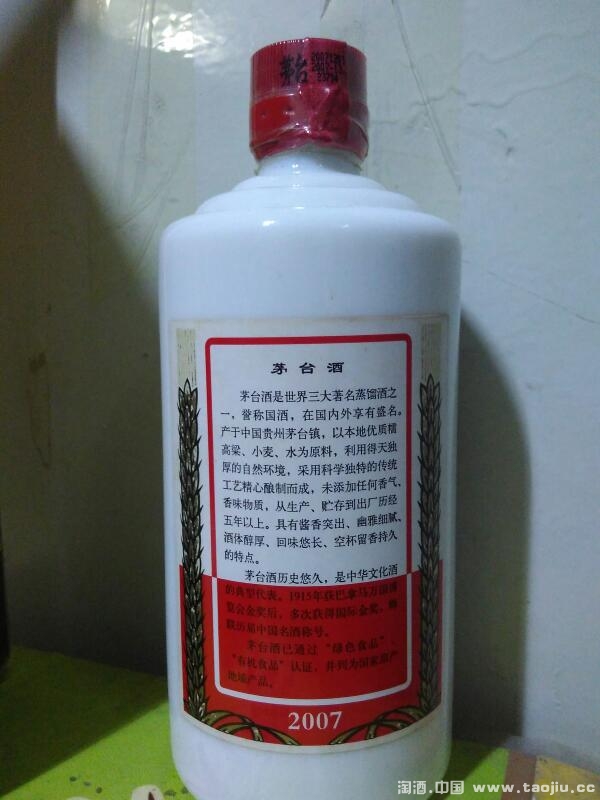 茅台
茅台酒
茅台酒是世界三大著名蒸馏酒之
一，誉称国酒，在国内外享有盛名。
产于中国贵州茅台镇，以本地优质糯
高粱、小麦、水为原料，利用得天独
厚的自然环境，采用科学独特的传统
工艺精心酿制而成，未添加任何香气、
香味物质，从生产、贮存到出厂历经
五年以上。具有酱香突出、幽雅细腻、
酒体醇厚、回味悠长、空杯留香持久
的特点。
茅台酒历史悠久，是中华文化酒
的典型代表。1915年获巴拿马万国博
览会金奖后，多次获得国际金奖，蝉
联历届中国名酒称号。
茅台酒已通过“绿色食品”、
“有机食品”认证，并列为国家原产
地域产品。
2007
淘酒.中国 www.taojiu.cc